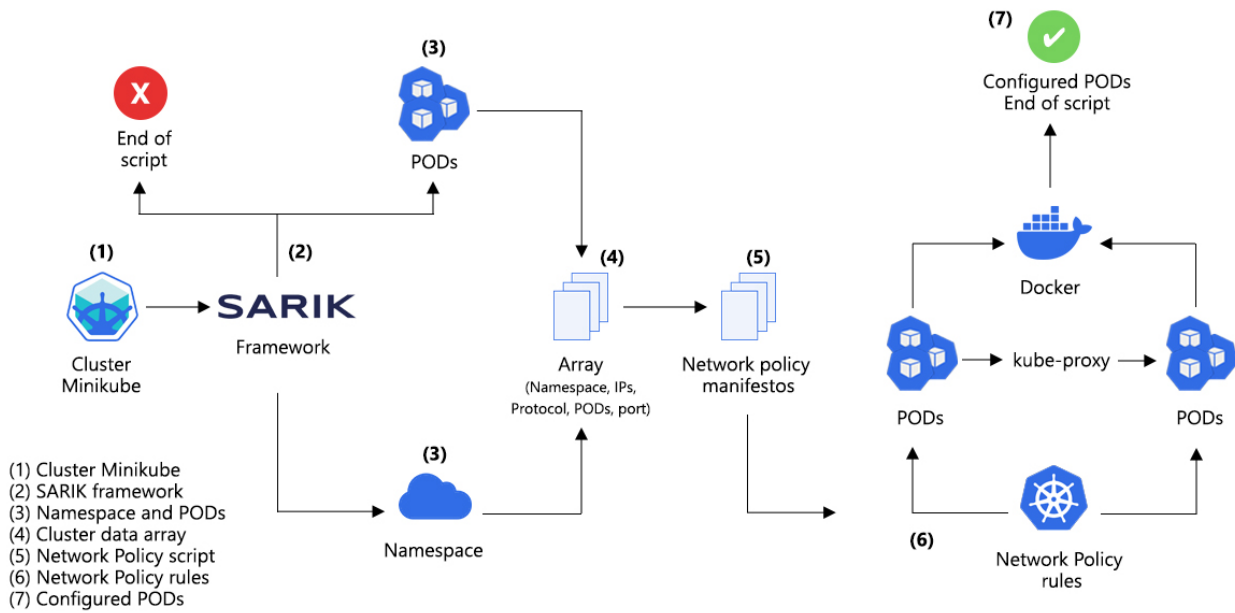 (7)
(3)
X
Configured PODs
End of script
End of
script
PODs
(1)
(2)
(4)
(5)
SARIK
Docker
Cluster
Minikube
Framework
Array
(Namespace, IPs,
Protocol, PODs, port)
Network policy
manifestos
kube-proxy
PODs
PODs
(3)
Namespace
(6)
Network Policy
rules
(1) Cluster Minikube
(2) SARIK framework
(3) Namespace and PODs
(4) Cluster data array
(5) Network Policy script
(6) Network Policy rules
(7) Configured PODs